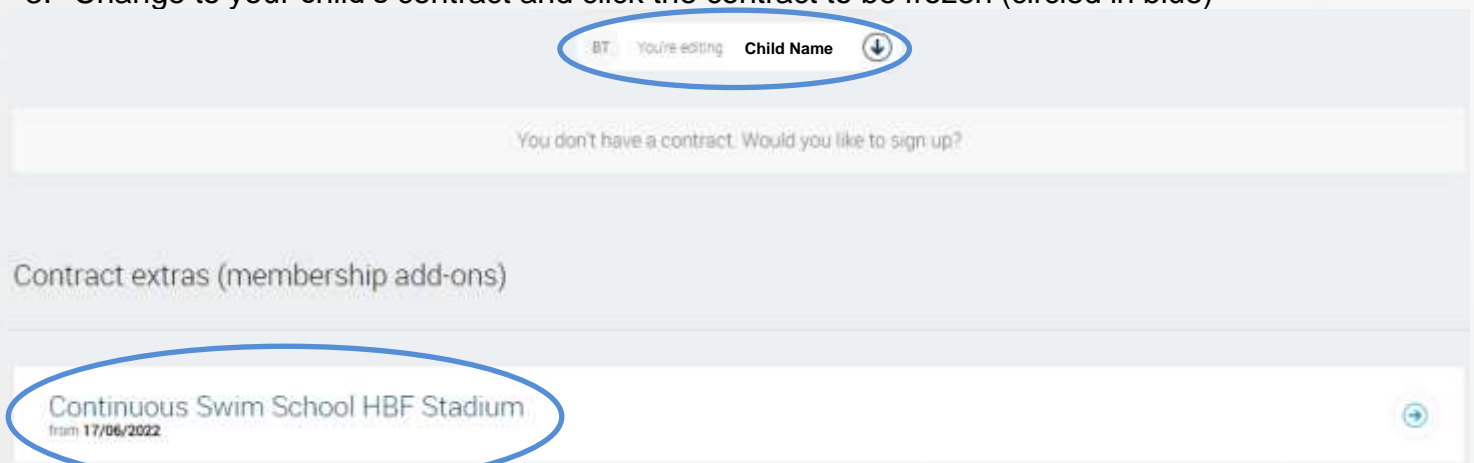 Change to your child's contract and click the contract to be frozen (circled in blue)
BT You're editing Child Name
You don't have a contract. Would you like to sign up?
Contract extras (membership add-ons)
Continuous Swim School HBF Stadium
from 17/06/2022